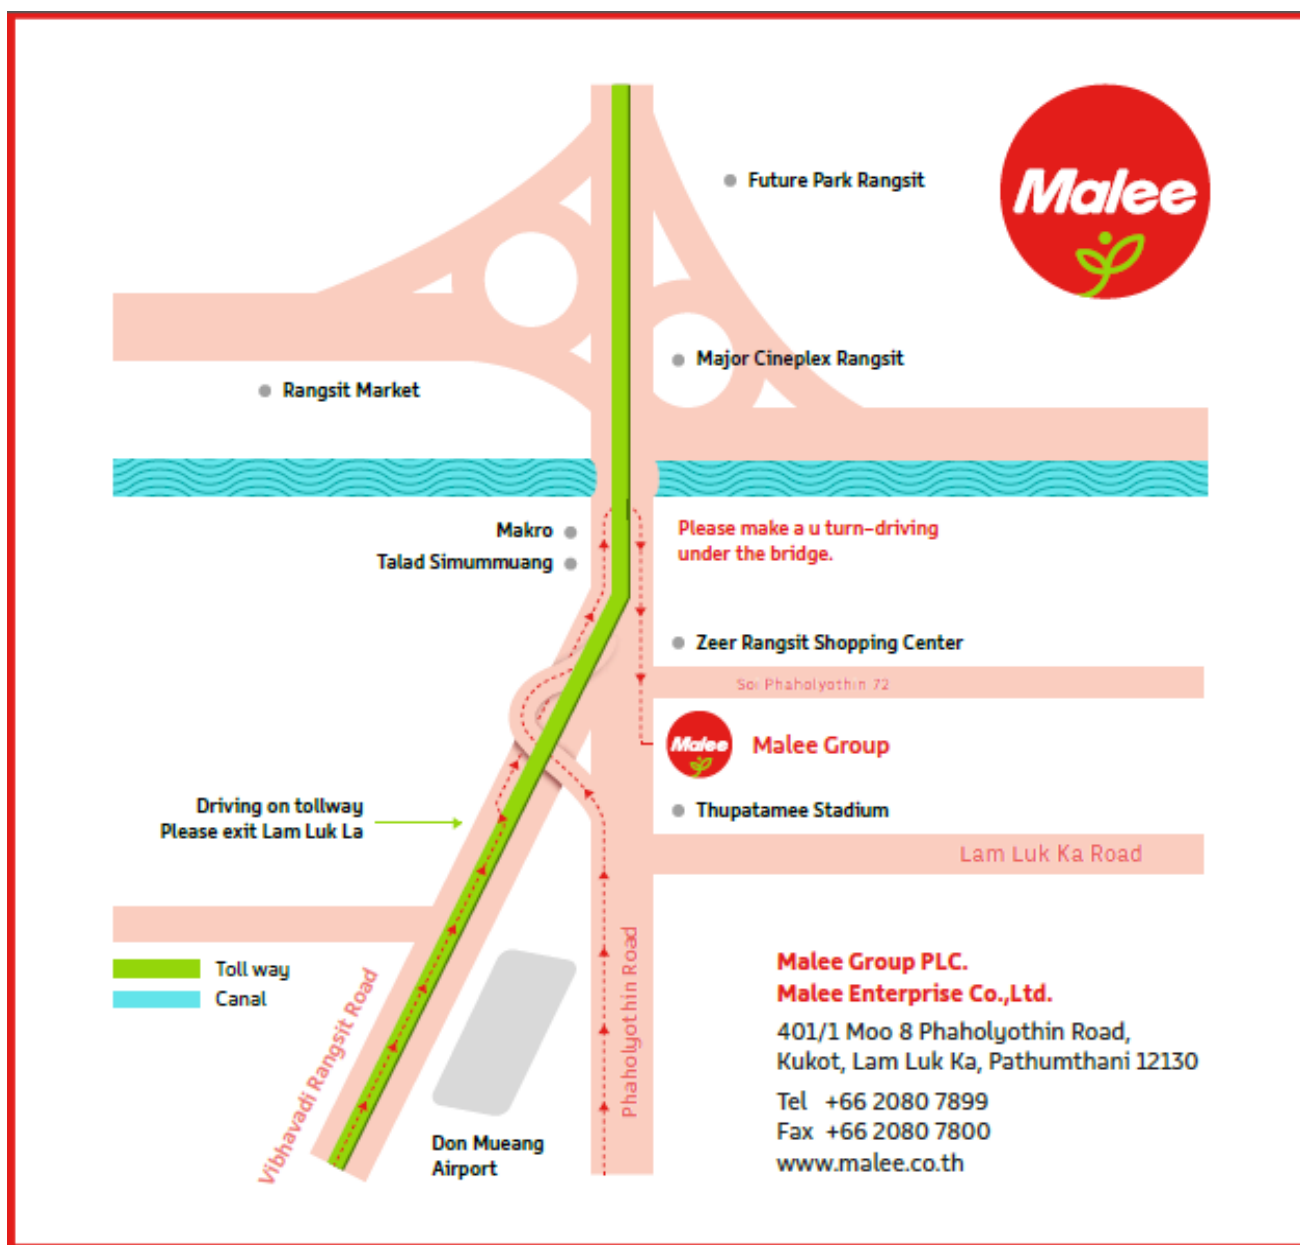 Future Park Rangsit
Malee
Major Cineplex Rangsit
Rangsit Market
Makro
Talad Simummuang
Please make a u turn-driving
under the bridge.
Zeer Rangsit Shopping Center
Soi Phaholyothin 72
Malee
Malee Group
Driving on tollway
Please exit Lam Luk La
Thupatamee Stadium
Lam Luk Ka Road
Toll way
Canal
Vibhavadi Rangsit Road
Phaholyothin Road
Don Mueang
Airport
Malee Group PLC.
Malee Enterprise Co.,Ltd.
401/1 Moo 8 Phaholyothin Road,
Kukot, Lam Luk Ka, Pathumthani 12130
Tel +66 2080 7899
Fax +66 2080 7800
www.malee.co.th